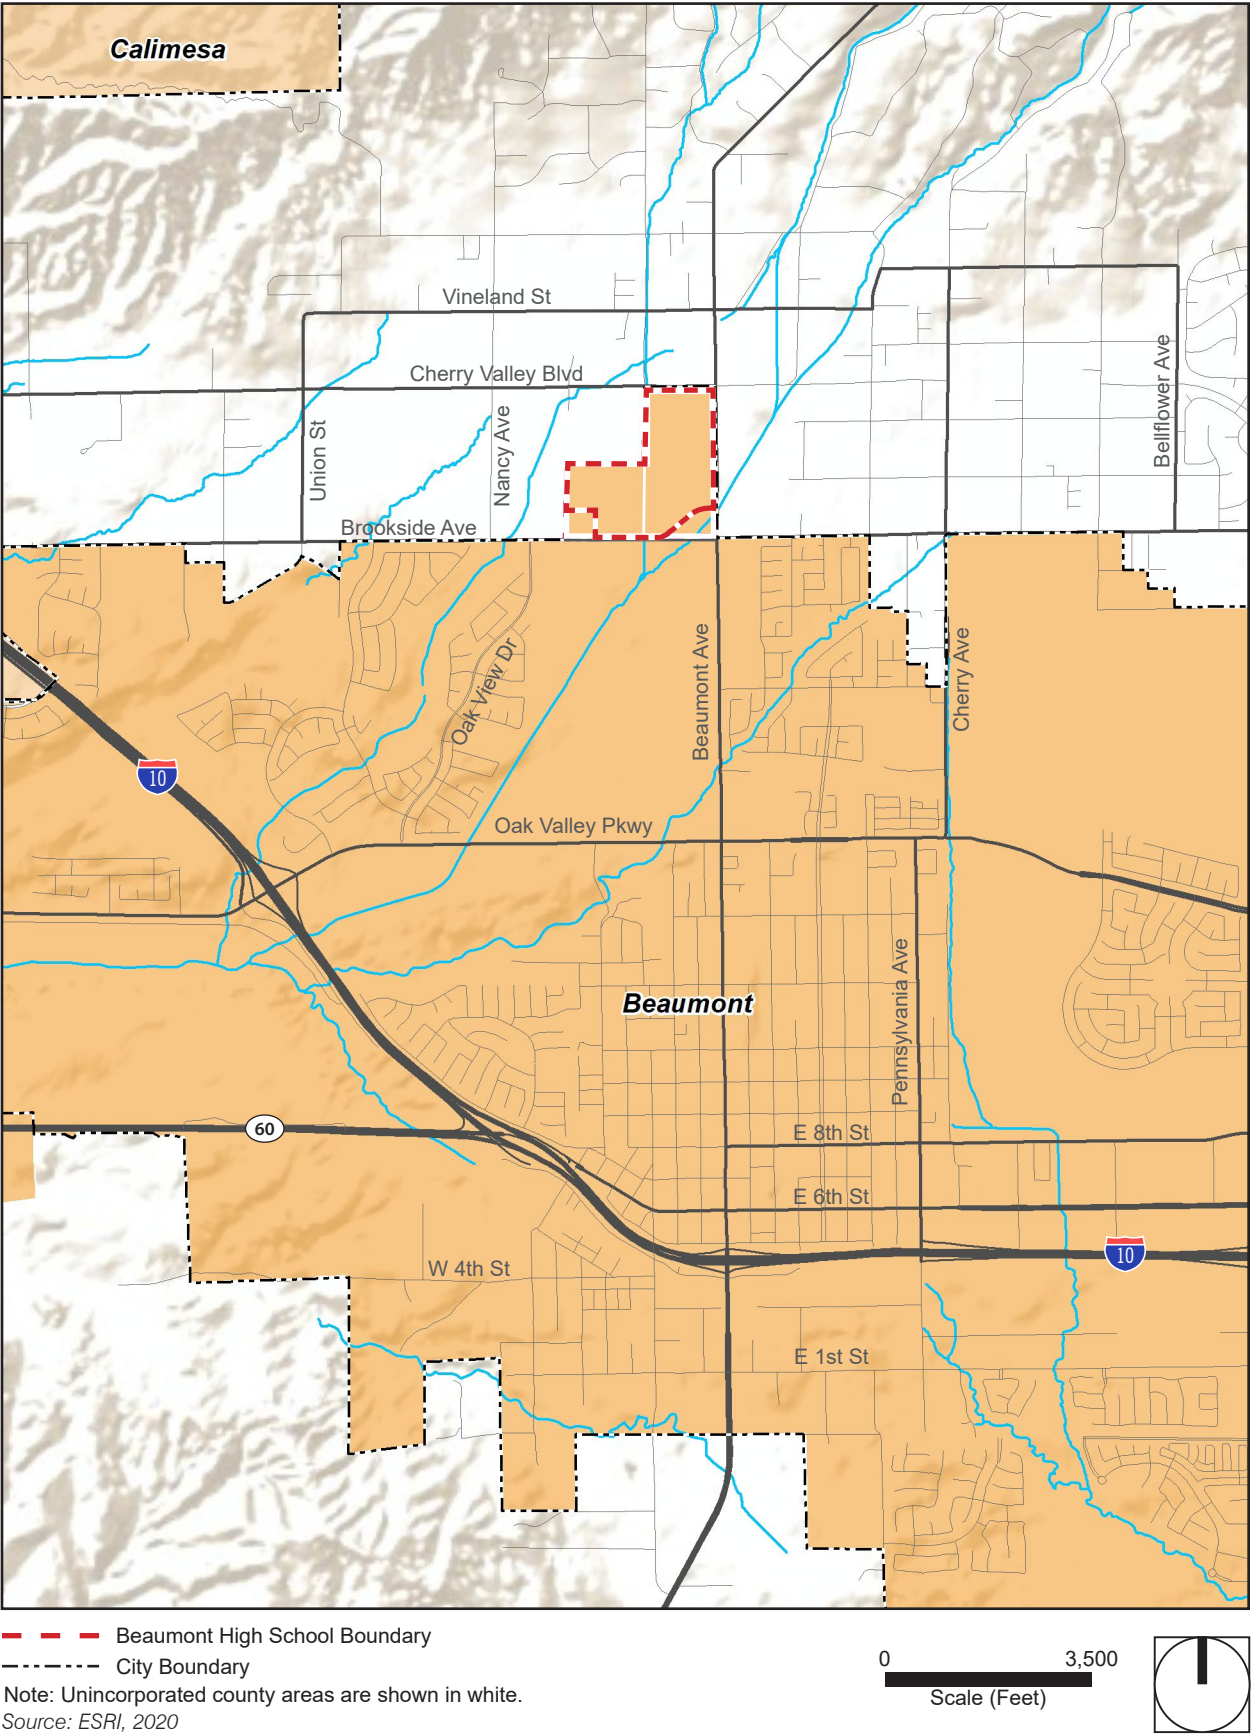 Calimesa
Vineland St
Cherry Valley Blvd
Union St
Nancy Ave
Bellflower Ave
Brookside Ave
Oak View Dr
Beaumont Ave
Cherry Ave
10
Oak Valley Pkwy
Beaumont
Pennsylvania Ave
60
E 8th St
E 6th St
10
W 4th St
E 1st St
Beaumont High School Boundary
City Boundary
Note: Unincorporated county areas are shown in white.
Source: ESRI, 2020
0 3,500
Scale (Feet)